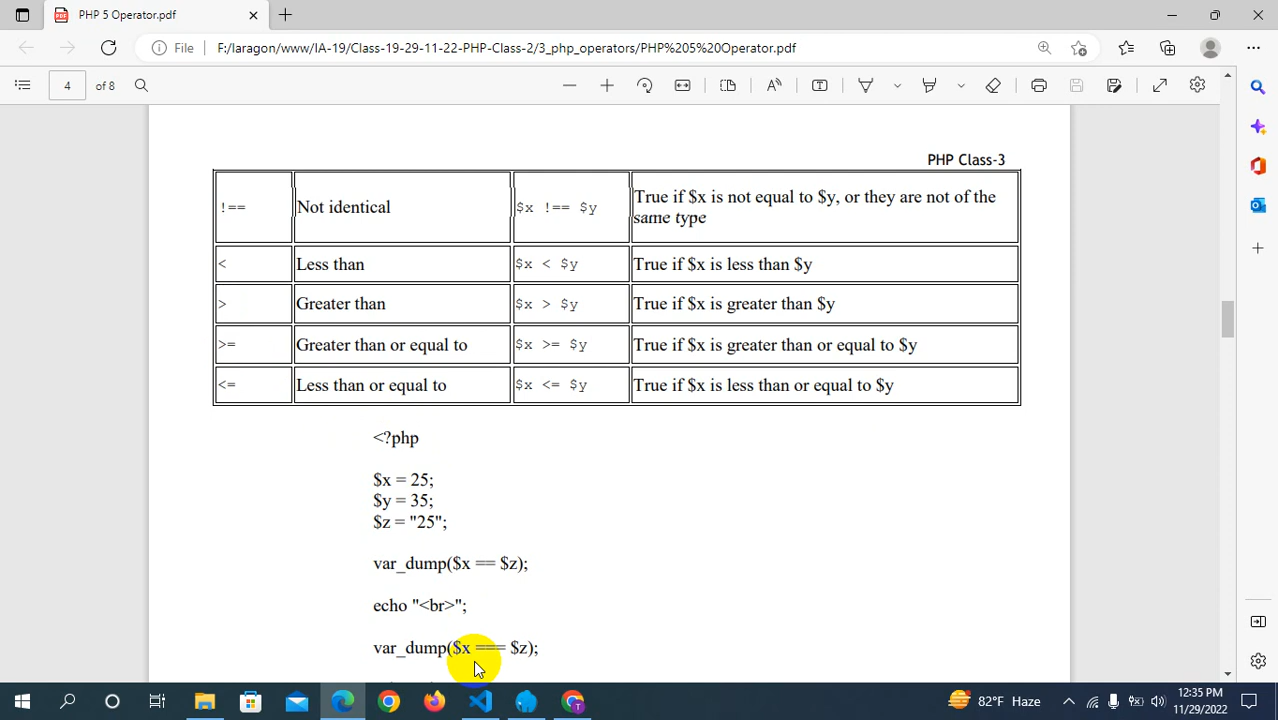 PHP 5 Operator.pdf
File F:/laragon/www/IA-19/Class-19-29-11-22-PHP-Class-2/3_php_operators/PHP%205%20Operator.pdf
4 of 8
PHP Class-3
!== Not identical $x !== $y True if $x is not equal to $y, or they are not of the
same type
< Less than $x < $y True if $x is less than $y
> Greater than $x > $y True if $x is greater than $y
>= Greater than or equal to $x >= $y True if $x is greater than or equal to $y
<= Less than or equal to $x <= $y True if $x is less than or equal to $y
<?php
$x = 25;
$y = 35;
$z = "25";
var_dump($x == $z);
echo "<br>";
var_dump($x === $z);
82°F Haze
12:35 PM
11/29/2022